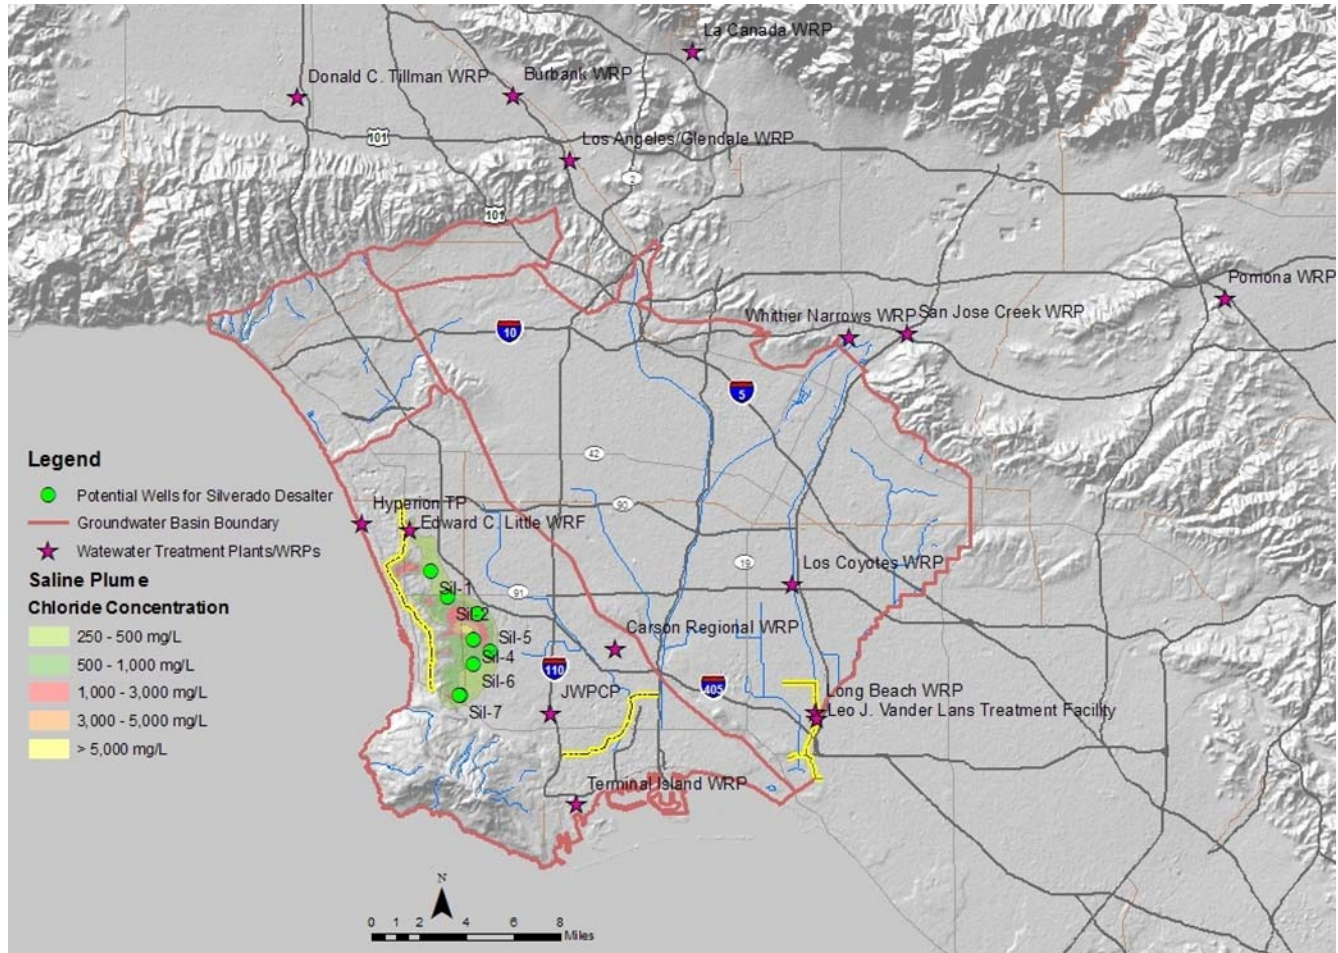 La Canada WRP
Donald C. Tillman WRP
Burbank WRP
101
Los Angeles/Glendale WRP
2
101
Pomona WRP
Whittier Narrows WRP
San Jose Creek WRP
10
5
Legend
Potential Wells for Silverado Desalter
Groundwater Basin Boundary
Watewater Treatment Plants/WRPs
Saline Plume
Chloride Concentration
250 - 500 mg/L
500 - 1,000 mg/L
1,000 - 3,000 mg/L
3,000 - 5,000 mg/L
> 5,000 mg/L
42
Hyperion TP
90
Edward C. Little WRF
19
Los Coyotes WRP
Sil-1
91
Sil-2
Carson Regional WRP
Sil-5
Sil-4
110
Sil-6
405
JWPCP
Long Beach WRP
Sil-7
Leo J. Vander Lans Treatment Facility
Terminal Island WRP
N
0 1 2 4 6 8
Miles